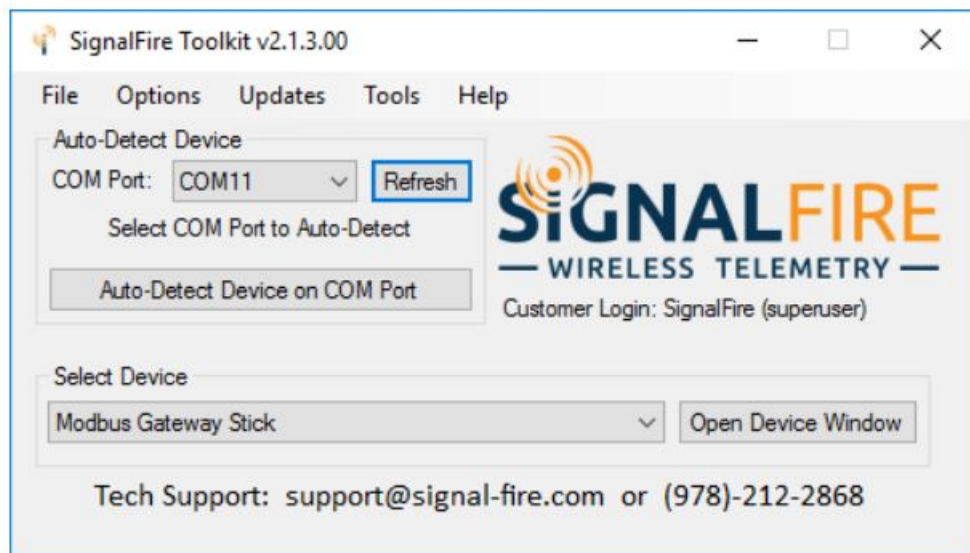 SignalFire Toolkit v2.1.3.00
File Options Updates Tools Help
Auto-Detect Device
COM Port: COM11 Refresh
Select COM Port to Auto-Detect
Auto-Detect Device on COM Port
SIGNALFIRE
WIRELESS TELEMETRY
Customer Login: SignalFire (superuser)
Select Device
Modbus Gateway Stick Open Device Window
Tech Support: support@signal-fire.com or (978)-212-2868